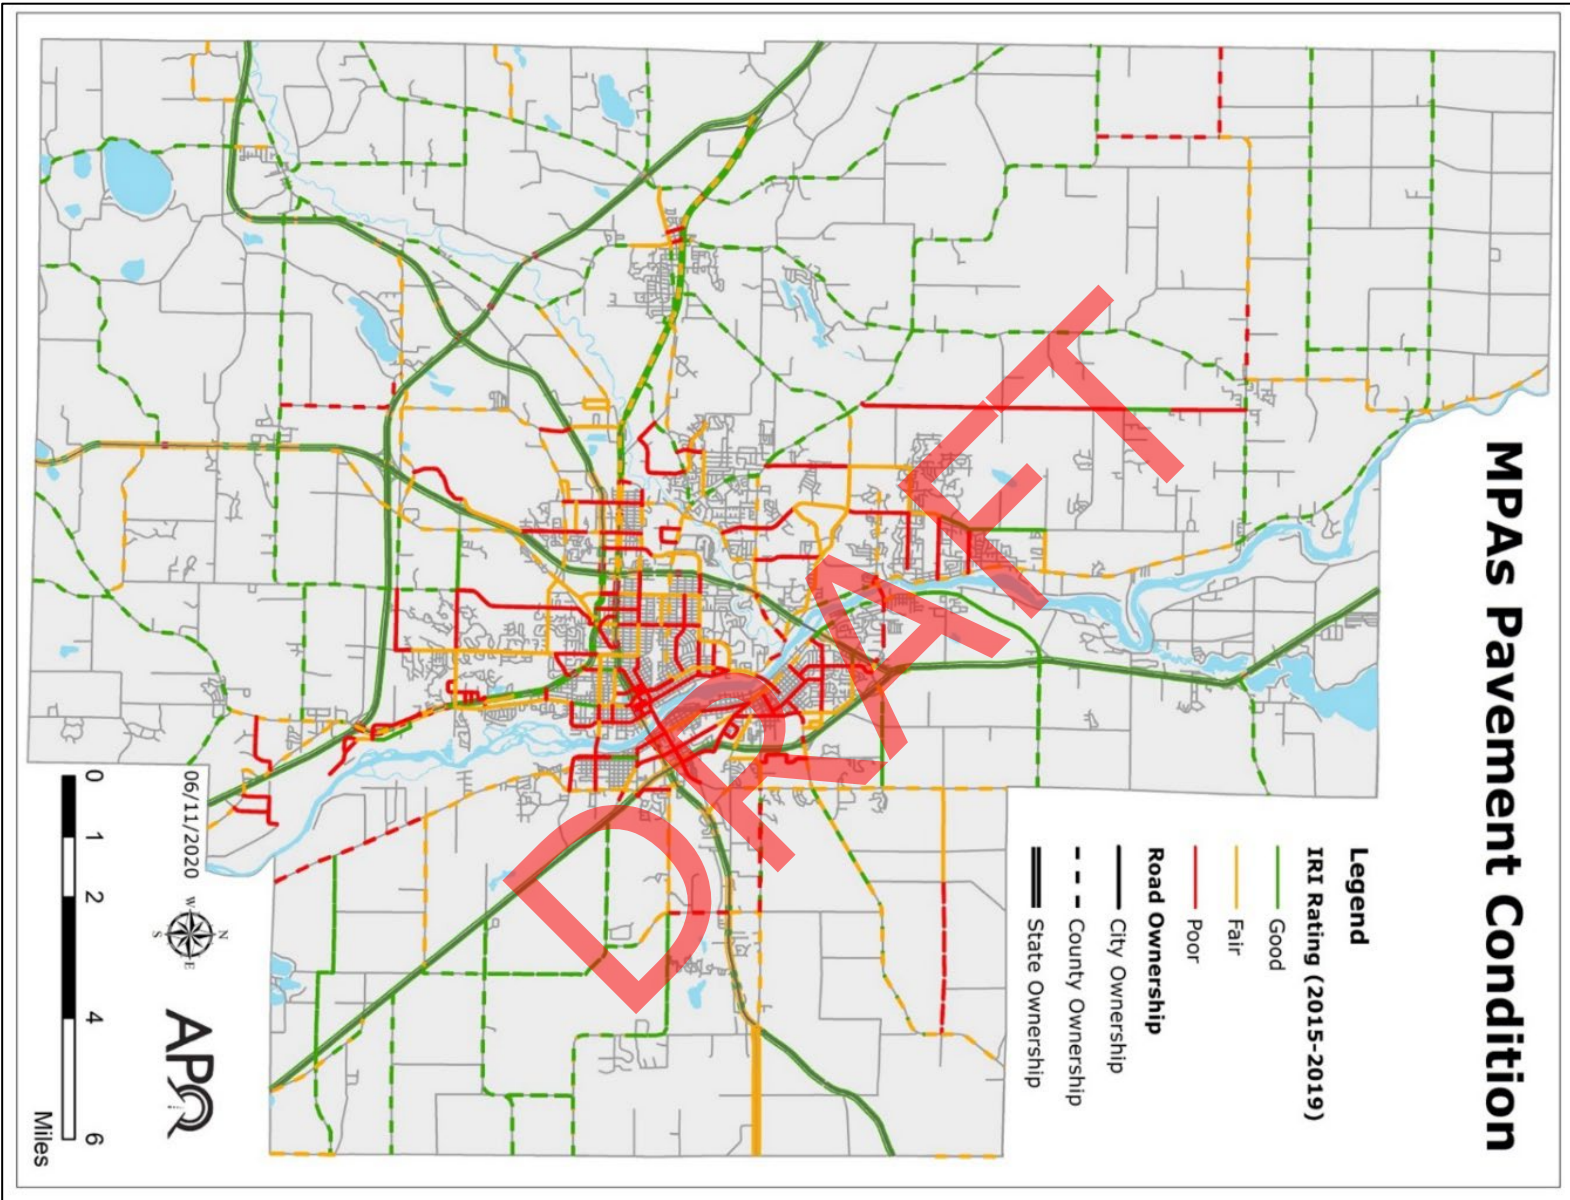 MPAs Pavement Condition
Legend
IRI Rating (2015-2019)
Good
Fair
Poor
Road Ownership
City Ownership
County Ownership
State Ownership
DRAFT
06/11/2020
N
W
E
S
APO
0 1 2 4 6
Miles